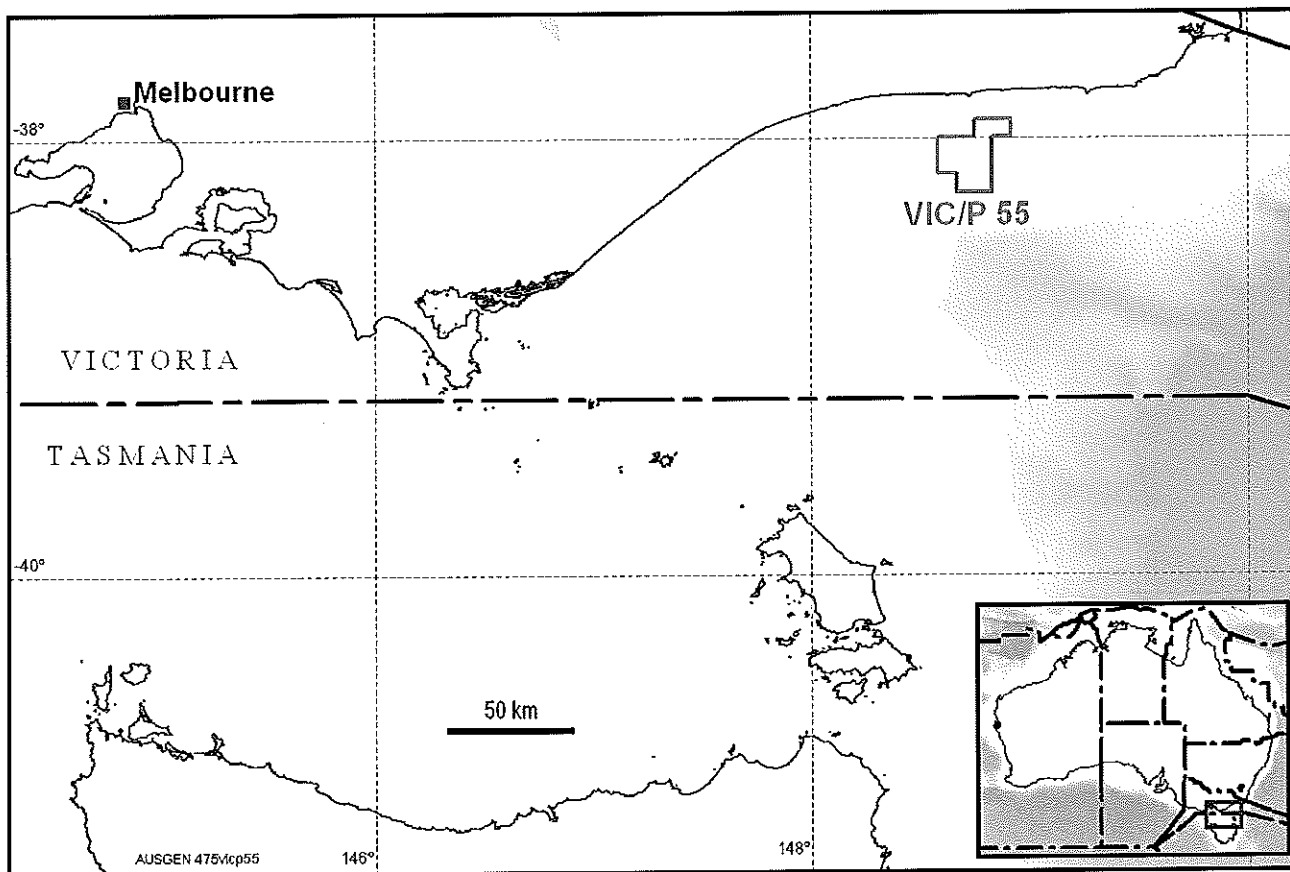 Melbourne
-38°
VIC/P 55
VICTORIA
TASMANIA
-40°
50 km
AUSGEN 475vicp55
146°
148°